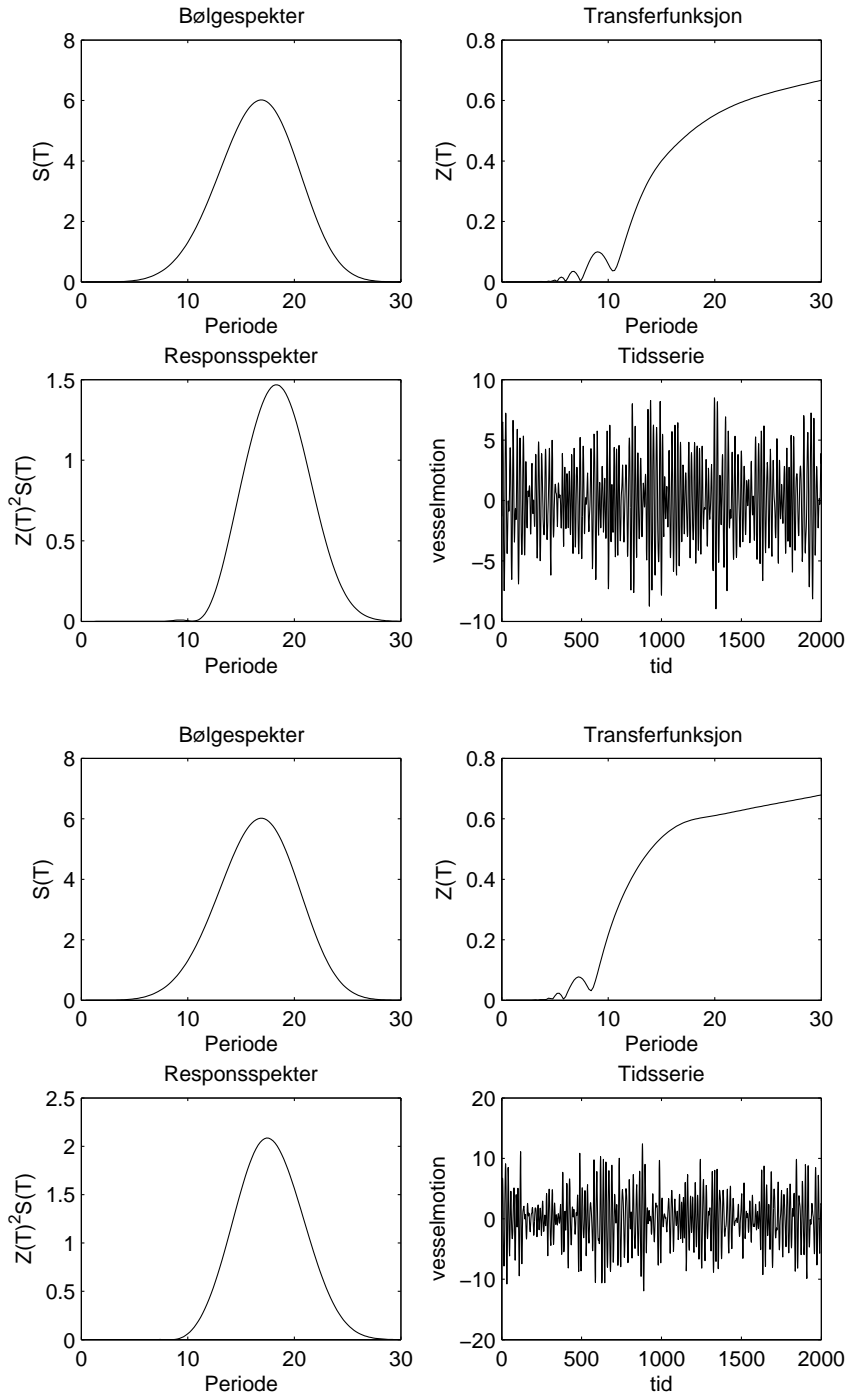 Bølgespekter
S(T)
8
6
4
2
0
0 10 20 30
Periode
Transferfunksjon
Z(T)
0.8
0.6
0.4
0.2
0
0 10 20 30
Periode
Responsspekter
Z(T)²S(T)
1.5
1
0.5
0
0 10 20 30
Periode
Tidsserie
vesselmotion
10
5
0
−5
−10
0 500 1000 1500 2000
tid
Bølgespekter
S(T)
8
6
4
2
0
0 10 20 30
Periode
Transferfunksjon
Z(T)
0.8
0.6
0.4
0.2
0
0 10 20 30
Periode
Responsspekter
Z(T)²S(T)
2.5
2
1.5
1
0.5
0
0 10 20 30
Periode
Tidsserie
vesselmotion
20
10
0
−10
−20
0 500 1000 1500 2000
tid